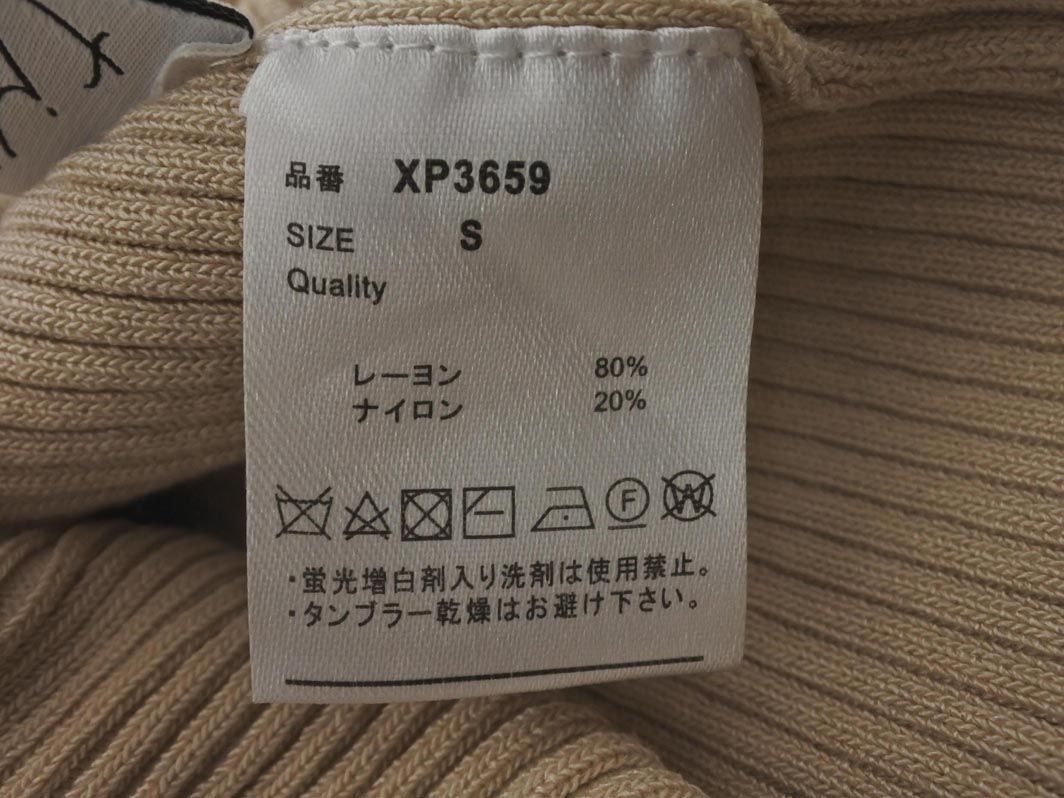 品番 XP3659
SIZE S
Quality
レーヨン 80%
ナイロン 20%
F W
・蛍光増白剤入り洗剤は使用禁止。
・タンブラー乾燥はお避け下さい。